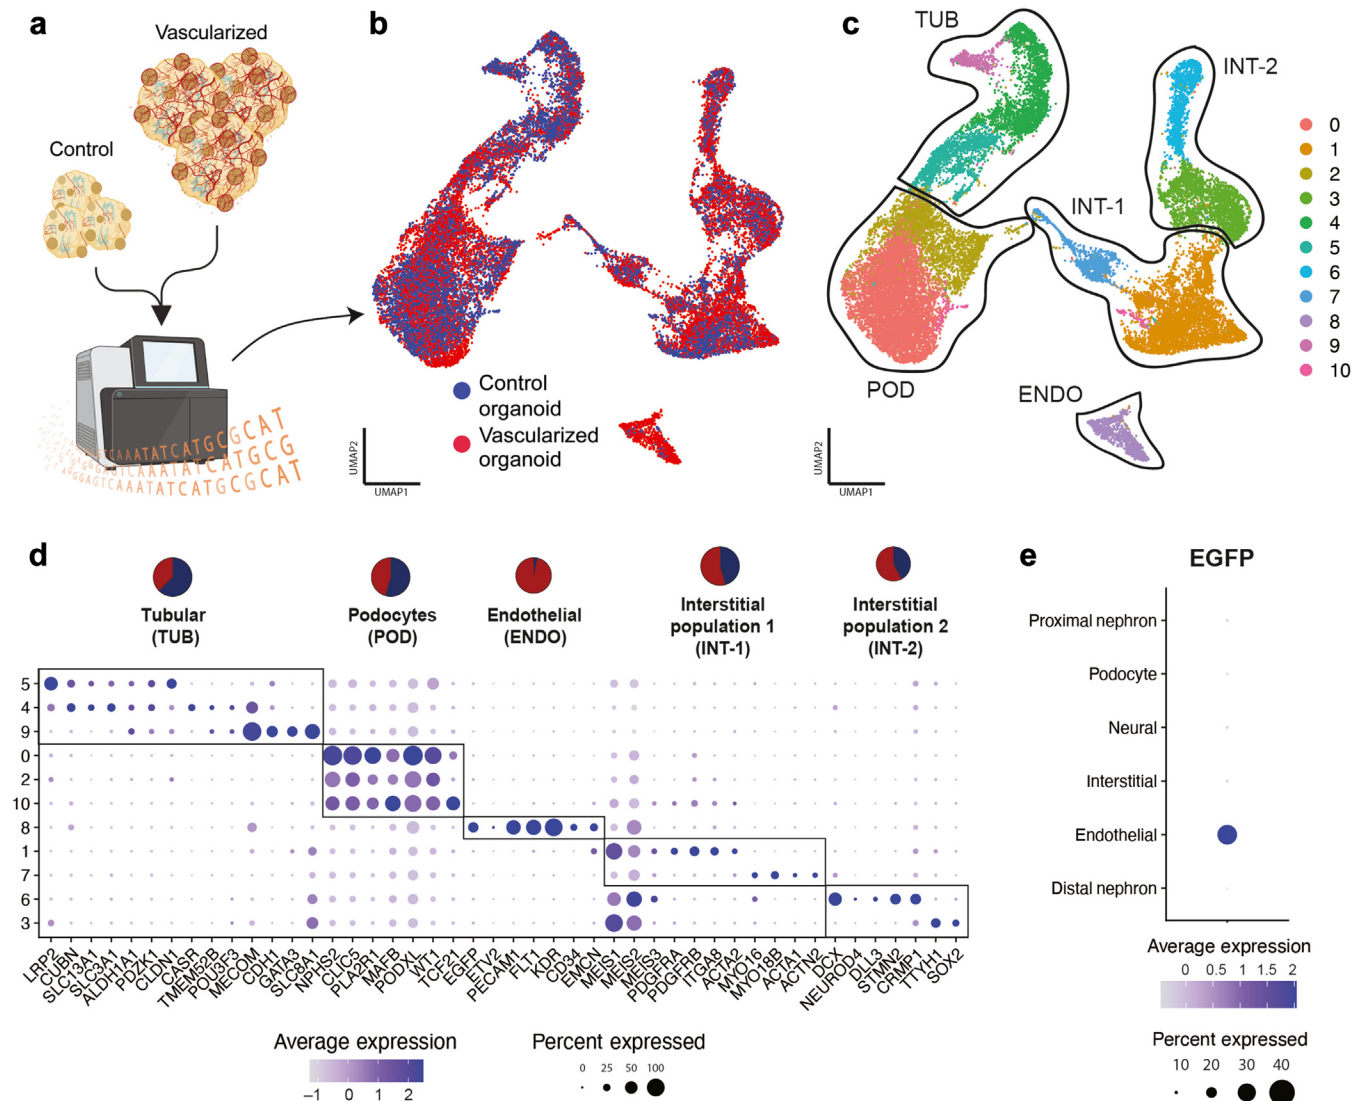 a
Vascularized
Control
TCAAATATCATGCGCAT
GGGAGTCAAATATCATGCG
AGGGAGTCAAATATCATGCGCAT
b
Control
organoid
Vascularized
organoid
UMAP2
UMAP1
c
TUB
INT-2
INT-1
POD
ENDO
UMAP2
UMAP1
0
1
2
3
4
5
6
7
8
9
10
d
Tubular
(TUB)
Podocytes
(POD)
Endothelial
(ENDO)
Interstitial
population 1
(INT-1)
Interstitial
population 2
(INT-2)
5
4
9
0
2
10
8
1
7
6
3
LRP2
CUBN
SLC13A1
SLC3A1
ALDH1A1
PDZK1
CLDN1
CASR
TMEM52B
POU3F3
MECOM
CDH1
GATA3
SLC8A1
NPHS2
CLIC5
PLA2R1
MAFB
PODXL
WT1
TCF21
EGFP
ETV2
PECAM1
FLT1
KDR
CD34
EMCN
MEIS1
MEIS2
MEIS3
PDGFRA
PDGFRB
ITGA8
ACTA2
MYO16
MYO18B
ACTA1
ACTN2
DCX
NEUROD4
DLL3
STMN2
CRMP1
TTYH1
SOX2
Average expression
−1 0 1 2
Percent expressed
0 25 50 100
e
EGFP
Proximal nephron
Podocyte
Neural
Interstitial
Endothelial
Distal nephron
Average expression
0 0.5 1 1.5 2
Percent expressed
10 20 30 40